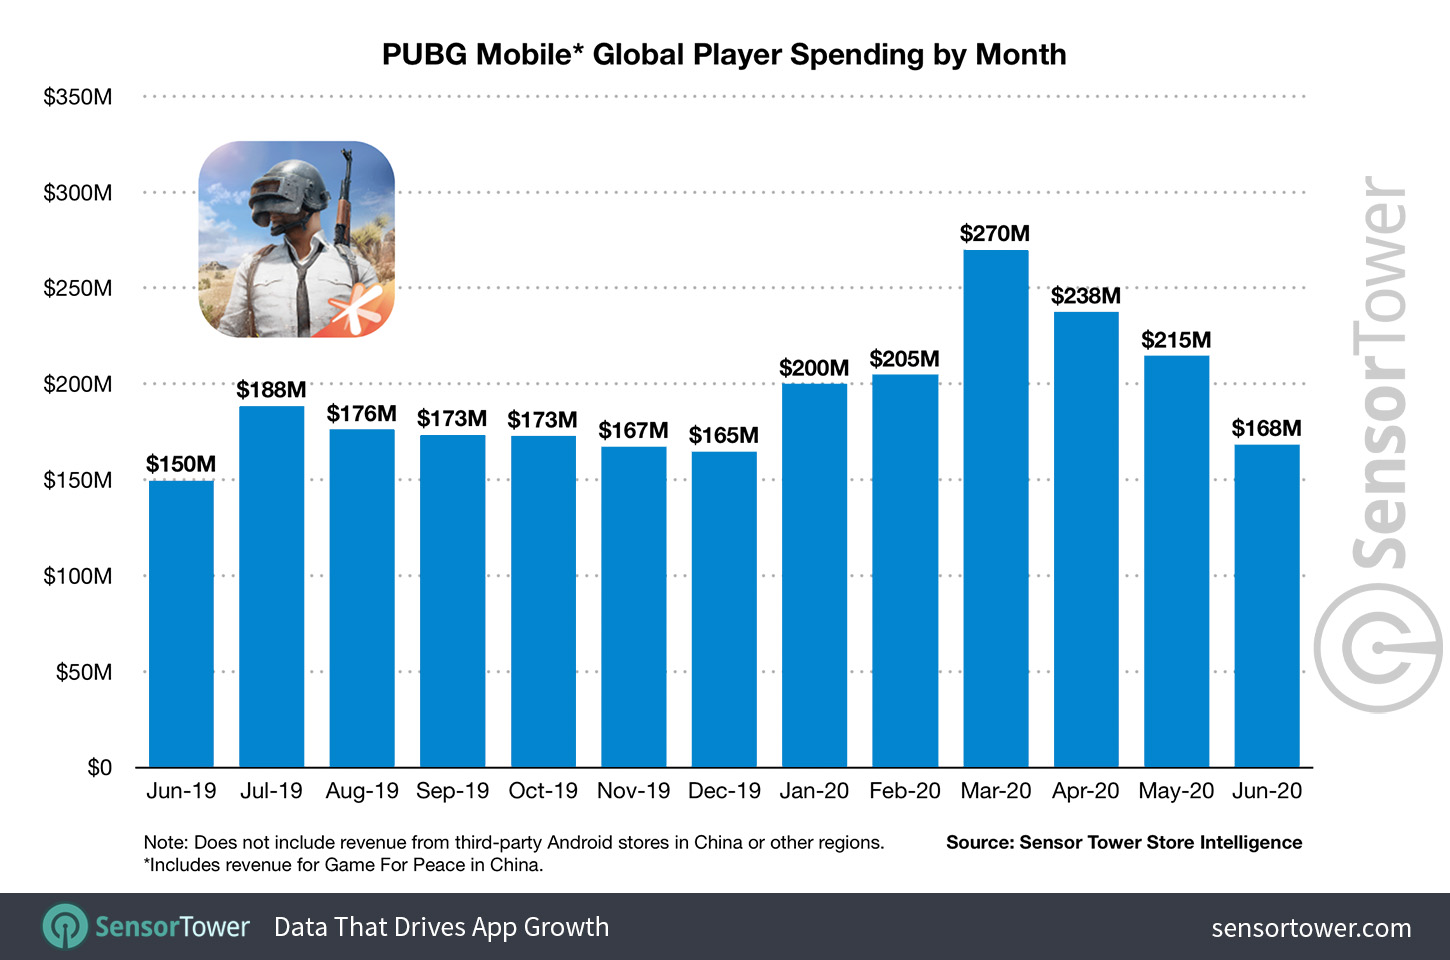 PUBG Mobile* Global Player Spending by Month
$350M
$300M
$250M
$200M
$150M
$100M
$50M
$0
$150M
$188M
$176M
$173M
$173M
$167M
$165M
$200M
$205M
$270M
$238M
$215M
$168M
Jun-19 Jul-19 Aug-19 Sep-19 Oct-19 Nov-19 Dec-19 Jan-20 Feb-20 Mar-20 Apr-20 May-20 Jun-20
SensorTower
Note: Does not include revenue from third-party Android stores in China or other regions.
*Includes revenue for Game For Peace in China.
Source: Sensor Tower Store Intelligence
SensorTower Data That Drives App Growth
sensortower.com